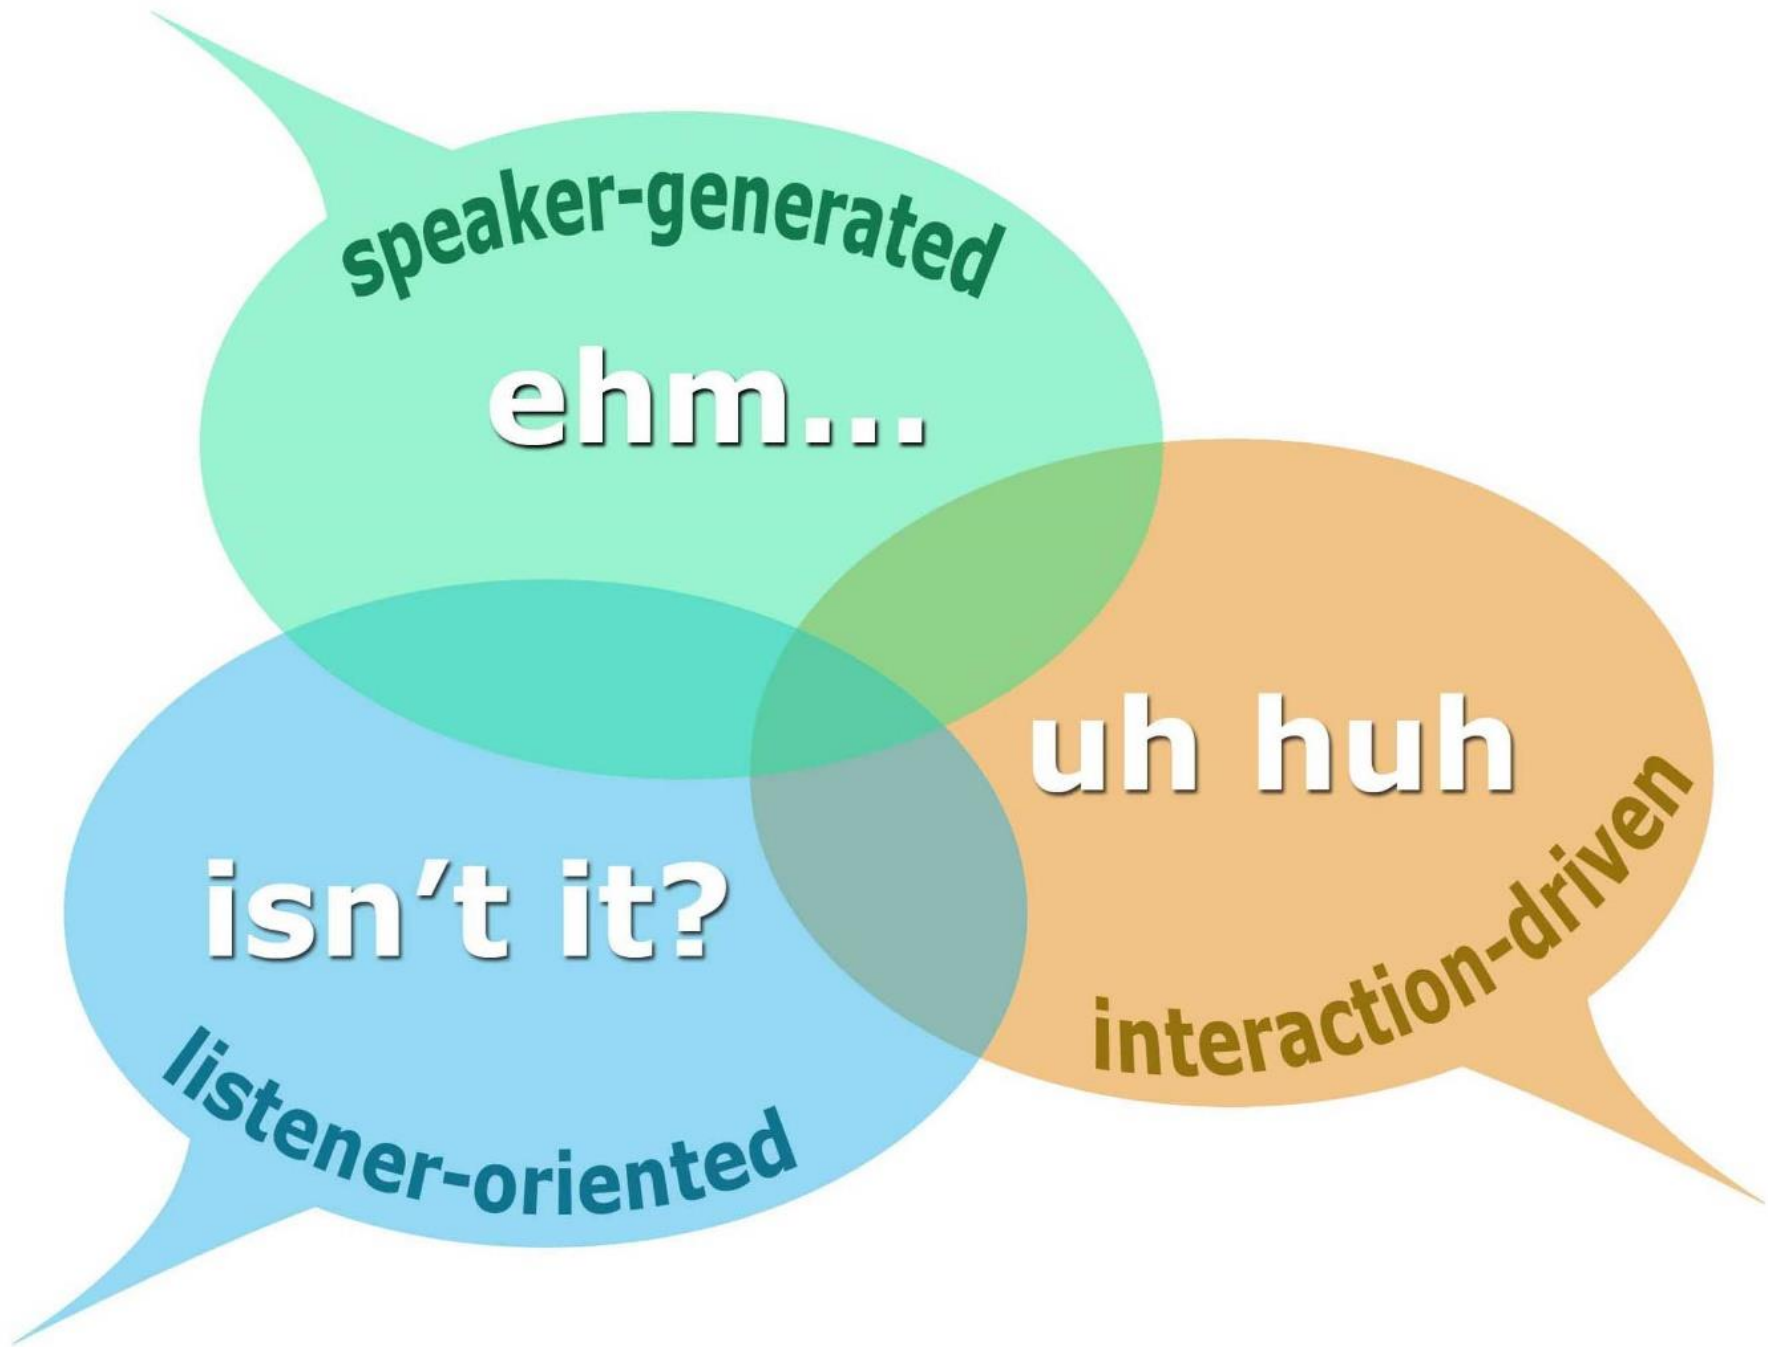 speaker-generated
ehm...
uh huh
interaction-driven
isn’t it?
listener-oriented